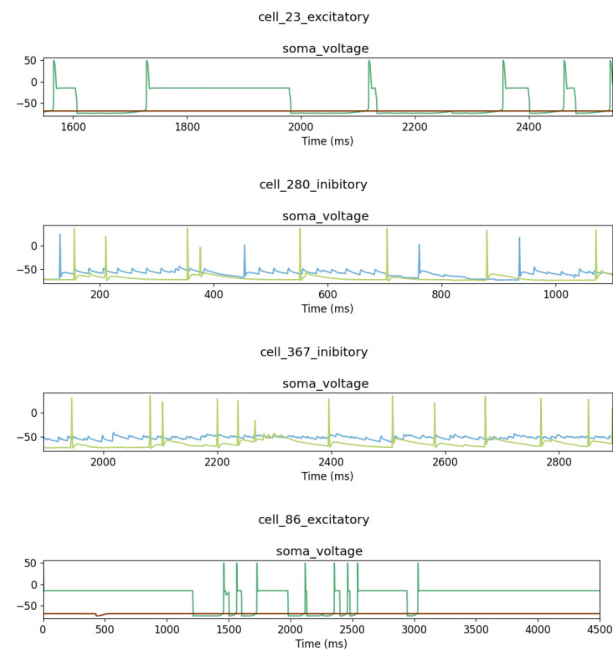 cell_23_excitatory
soma_voltage
50
0
−50
1600 1800 2000 2200 2400
Time (ms)
cell_280_inibitory
soma_voltage
0
−50
200 400 600 800 1000
Time (ms)
cell_367_inibitory
soma_voltage
0
−50
2000 2200 2400 2600 2800
Time (ms)
cell_86_excitatory
soma_voltage
50
0
−50
0 500 1000 1500 2000 2500 3000 3500 4000 4500
Time (ms)